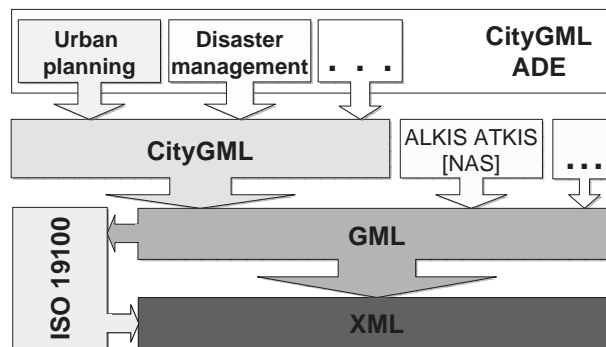 Urban
planning
Disaster
management
. . .
CityGML
ADE
CityGML
ALKIS ATKIS
[NAS]
...
ISO 19100
GML
XML